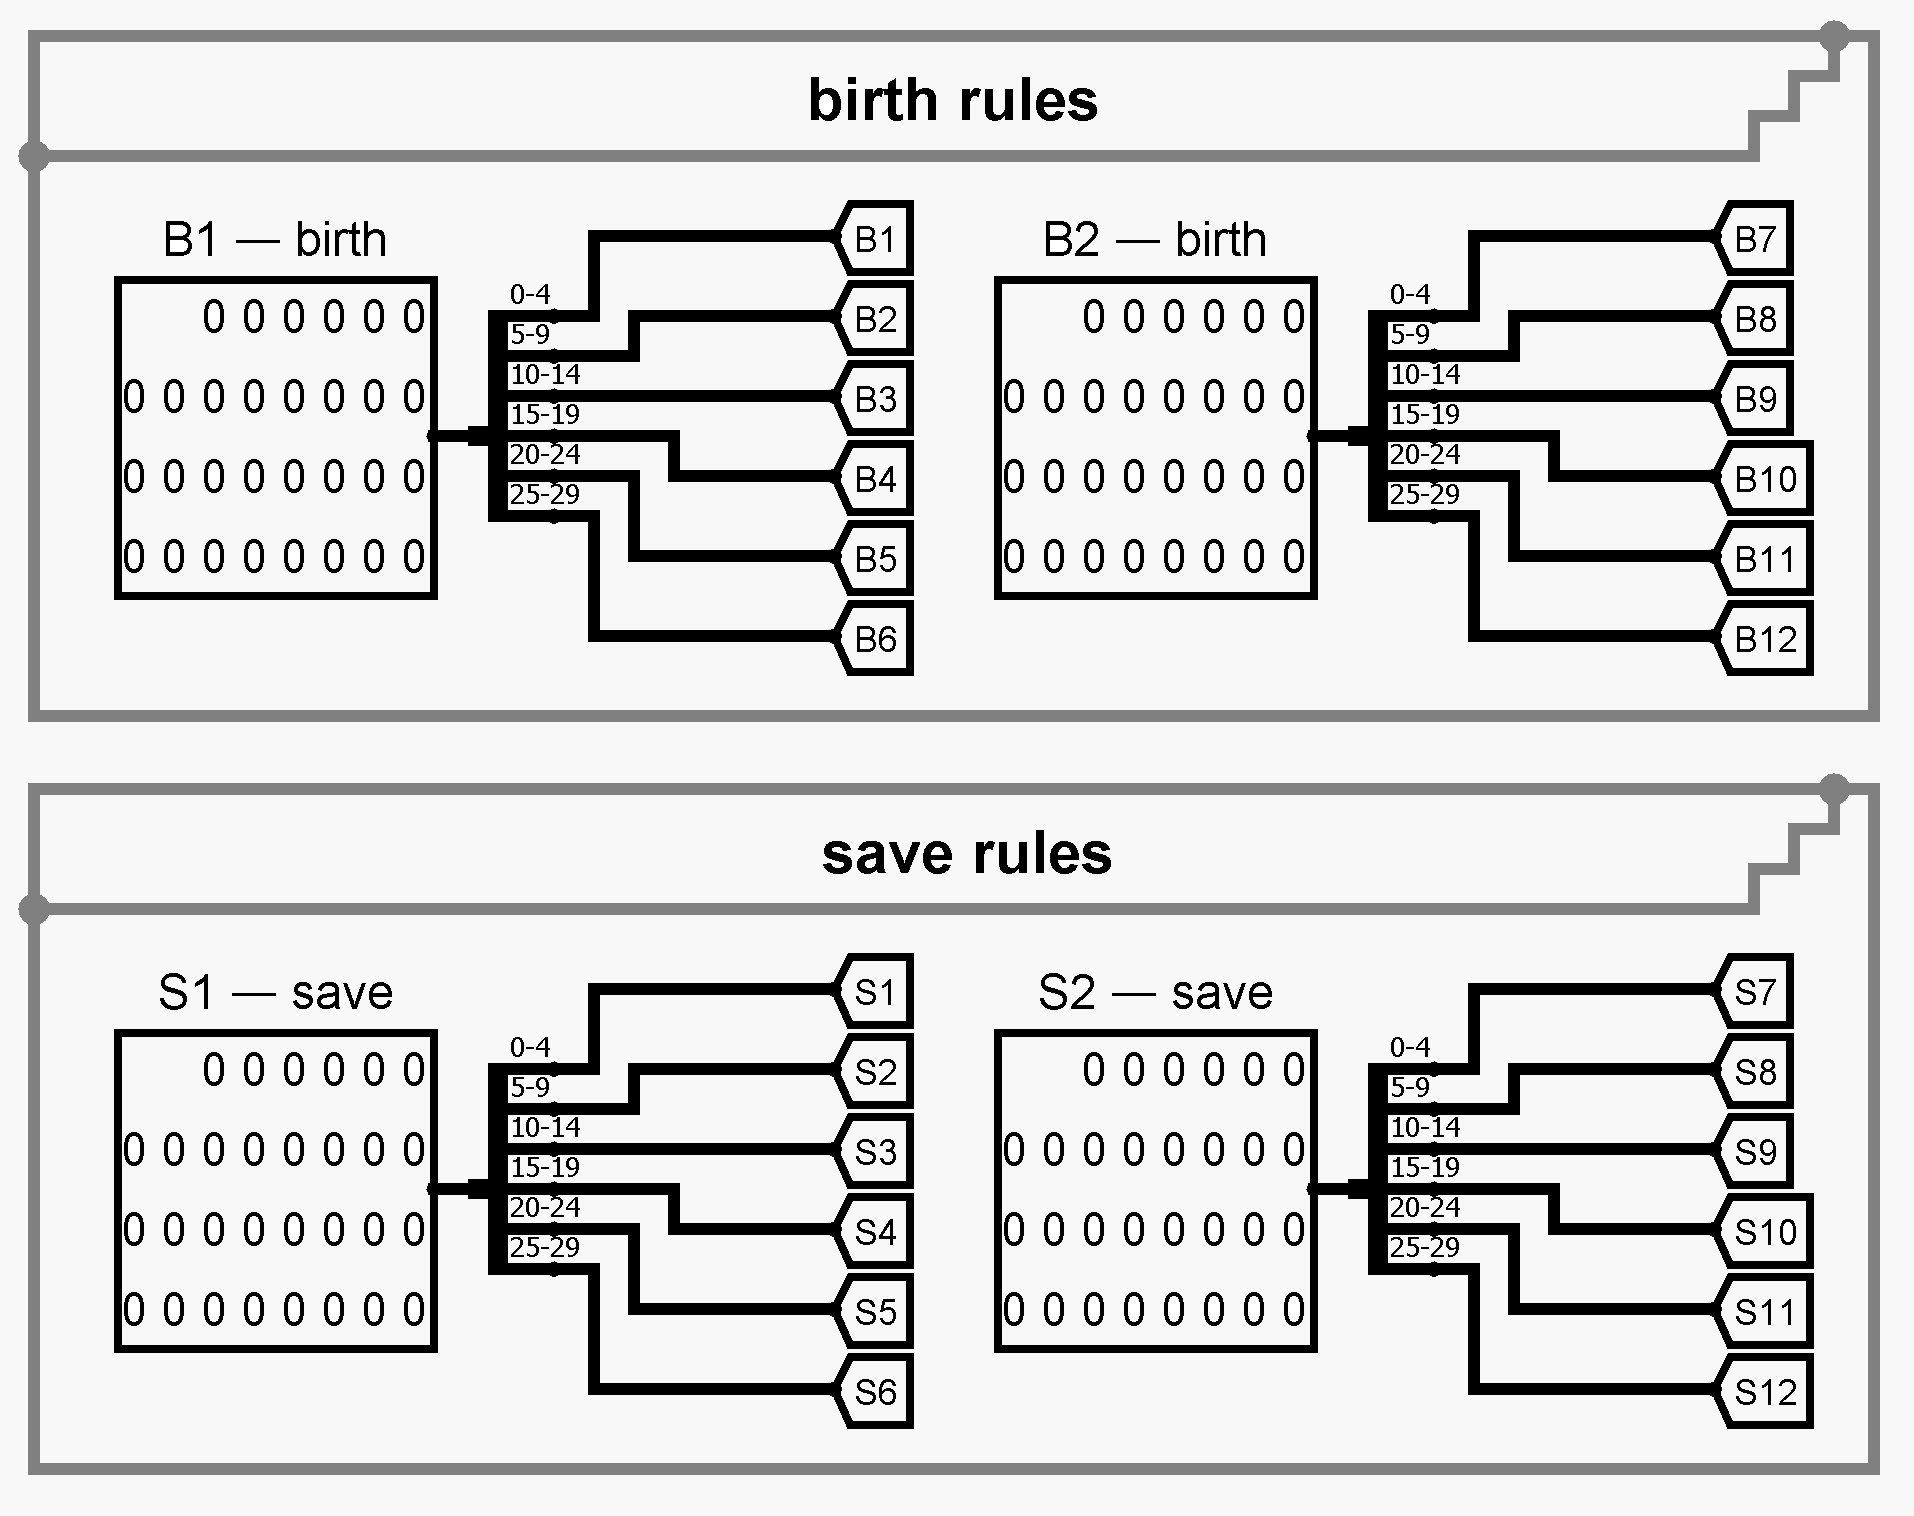 birth rules
B1 — birth
0 0 0 0 0 0
0 0 0 0 0 0 0 0
0 0 0 0 0 0 0 0
0 0 0 0 0 0 0 0
0-4
5-9
10-14
15-19
20-24
25-29
B1
B2
B3
B4
B5
B6
B2 — birth
0 0 0 0 0 0
0 0 0 0 0 0 0 0
0 0 0 0 0 0 0 0
0 0 0 0 0 0 0 0
0-4
5-9
10-14
15-19
20-24
25-29
B7
B8
B9
B10
B11
B12
save rules
S1 — save
0 0 0 0 0 0
0 0 0 0 0 0 0 0
0 0 0 0 0 0 0 0
0 0 0 0 0 0 0 0
0-4
5-9
10-14
15-19
20-24
25-29
S1
S2
S3
S4
S5
S6
S2 — save
0 0 0 0 0 0
0 0 0 0 0 0 0 0
0 0 0 0 0 0 0 0
0 0 0 0 0 0 0 0
0-4
5-9
10-14
15-19
20-24
25-29
S7
S8
S9
S10
S11
S12